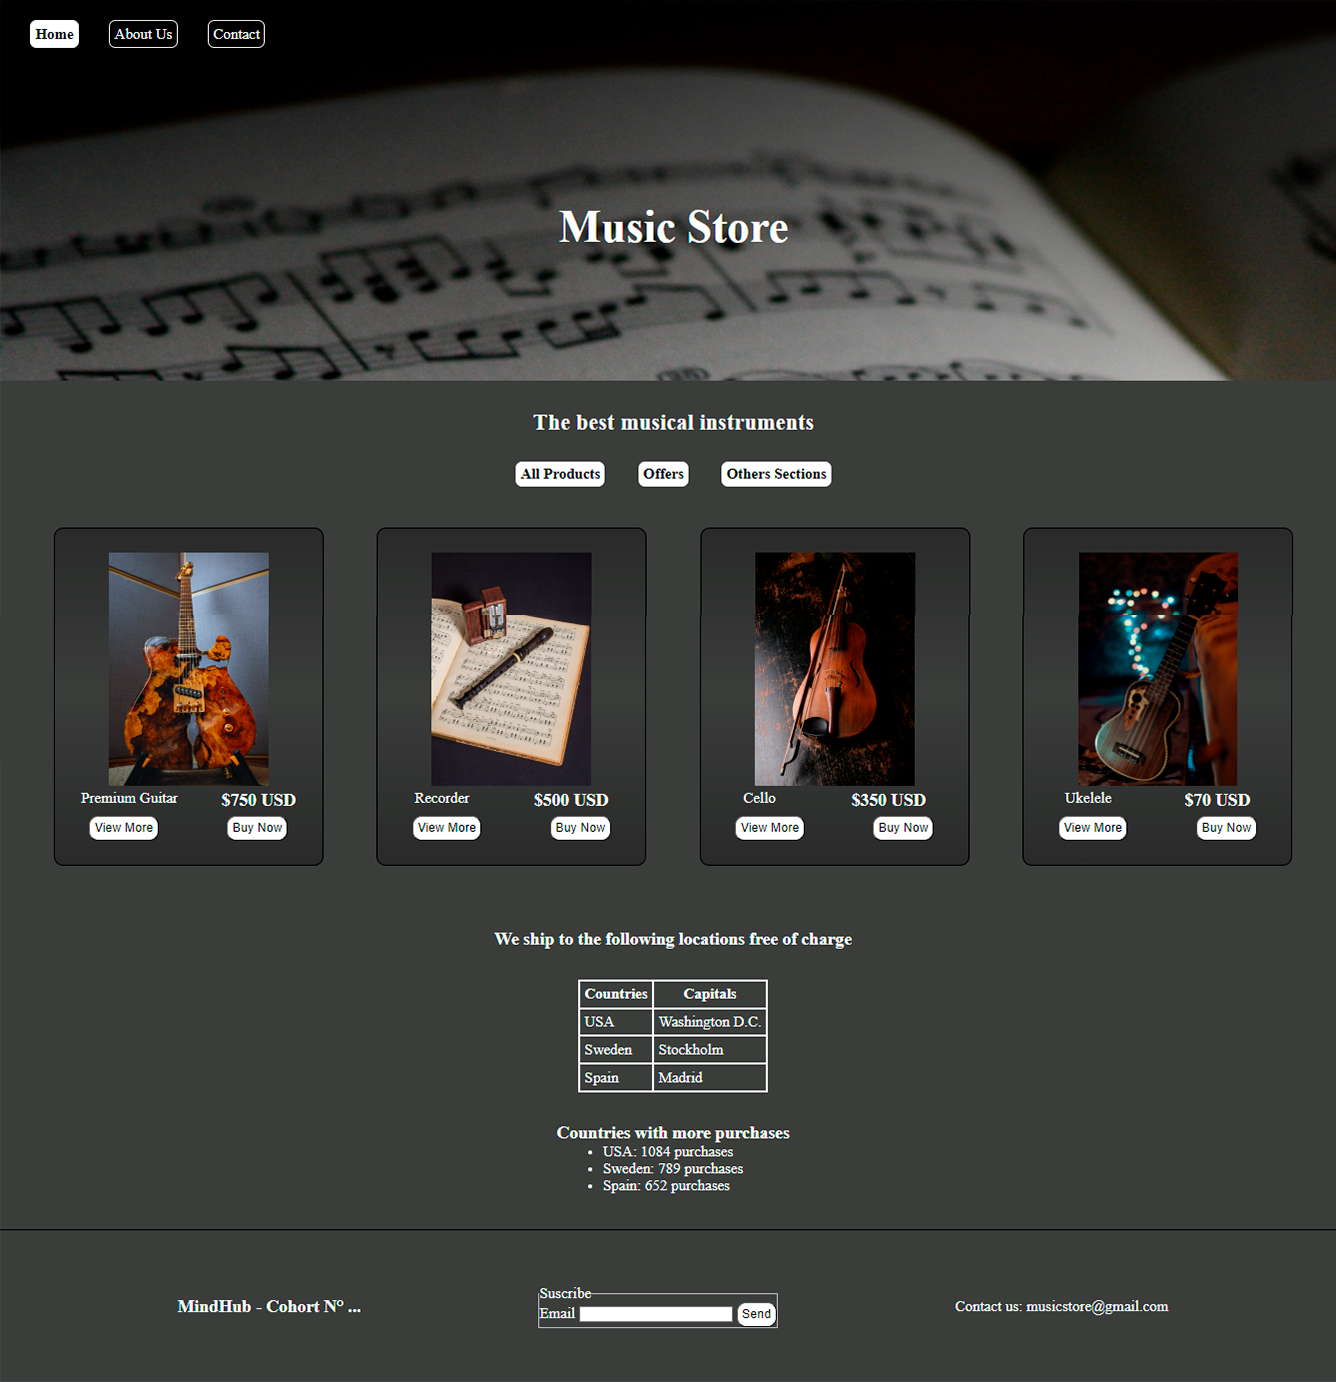 Home About Us Contact
Music Store
The best musical instruments
All Products Offers Others Sections
Premium Guitar $750 USD
View More Buy Now
Recorder $500 USD
View More Buy Now
Cello $350 USD
View More Buy Now
Ukelele $70 USD
View More Buy Now
We ship to the following locations free of charge
Countries Capitals
USA Washington D.C.
Sweden Stockholm
Spain Madrid
Countries with more purchases
• USA: 1084 purchases
• Sweden: 789 purchases
• Spain: 652 purchases
MindHub - Cohort N° ...
Suscribe
Email Send
Contact us: musicstore@gmail.com